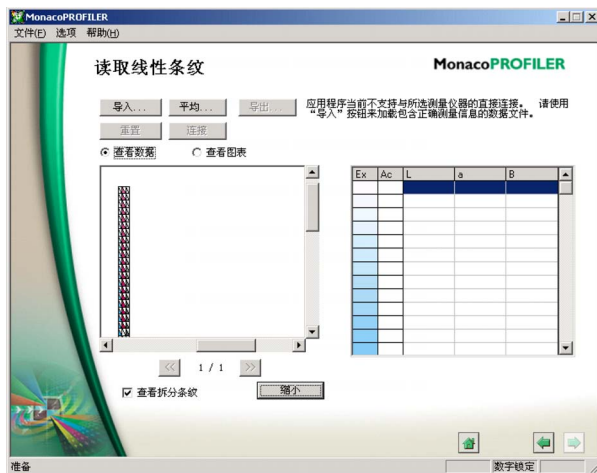 MonacoPROFILER
文件(F) 选项 帮助(H)
读取线性条纹
MonacoPROFILER
导入... 平均... 导出...
应用程序当前不支持与所选测量仪器的直接连接。 请使用
“导入”按钮来加载包含正确测量信息的数据文件。
重置 连接
查看数据 查看图表
Ex Ac L a B
<< 1 / 1 >>
查看拆分条纹 缩小
准备 数字锁定